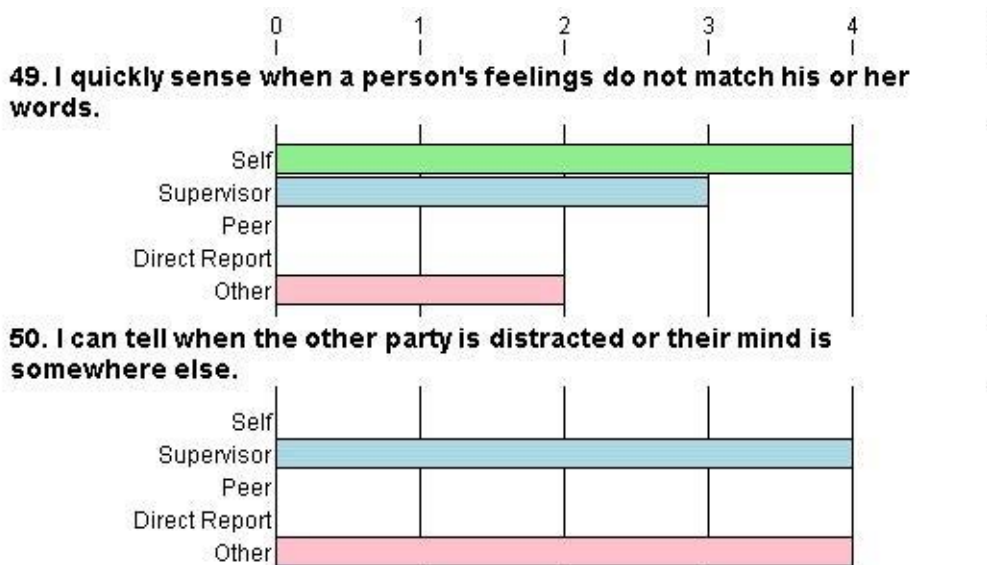 0 1 2 3 4
49. I quickly sense when a person's feelings do not match his or her
words.
Self
Supervisor
Peer
Direct Report
Other
50. I can tell when the other party is distracted or their mind is
somewhere else.
Self
Supervisor
Peer
Direct Report
Other